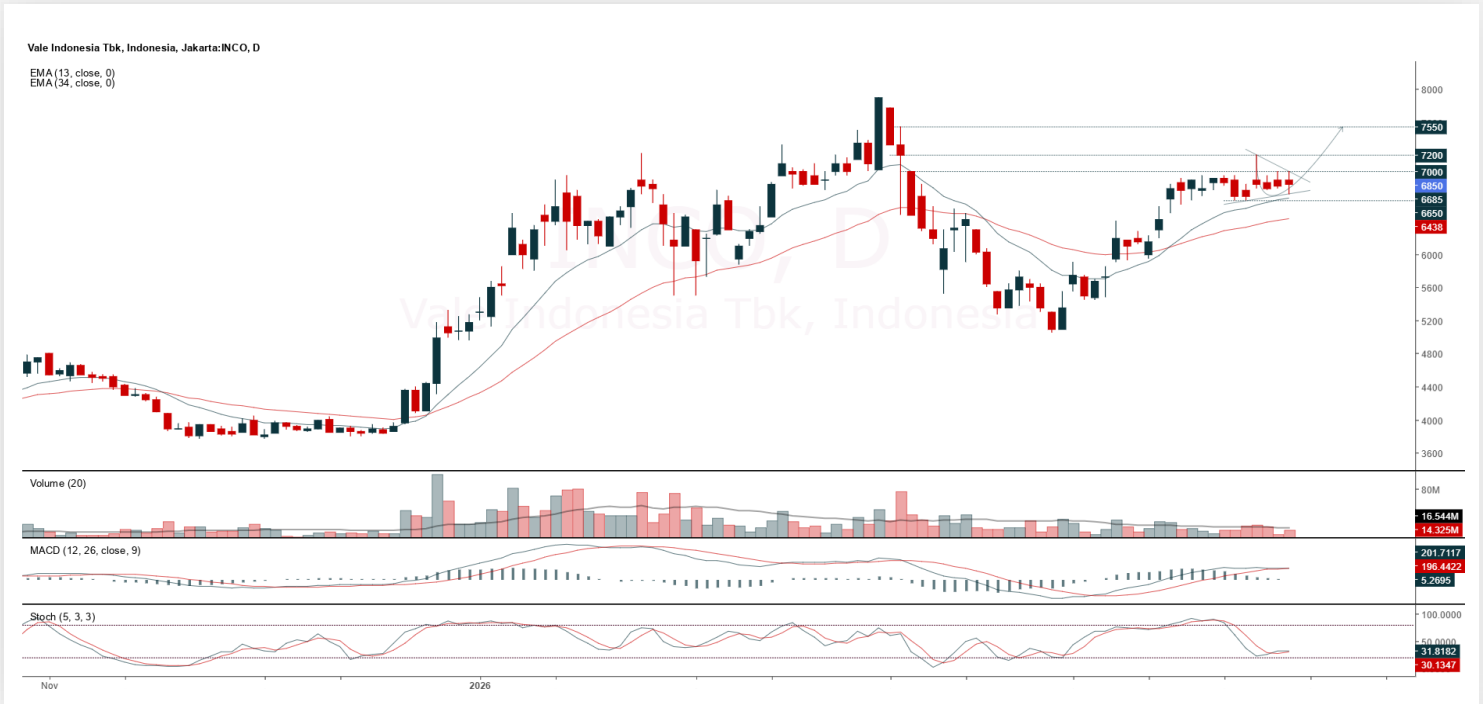 Vale Indonesia Tbk, Indonesia, Jakarta:INCO, D
EMA (13, close, 0)
EMA (34, close, 0)
INCO, D
Vale Indonesia Tbk, Indonesia
8000
7550
7200
7000
6850
6685
6650
6438
6000
5600
5200
4800
4400
4000
3600
Volume (20)
80M
16.544M
14.325M
MACD (12, 26, close, 9)
201.7117
196.4422
5.2695
Stoch (5, 3, 3)
100.0000
50.0000
31.8182
30.1347
Nov
2026